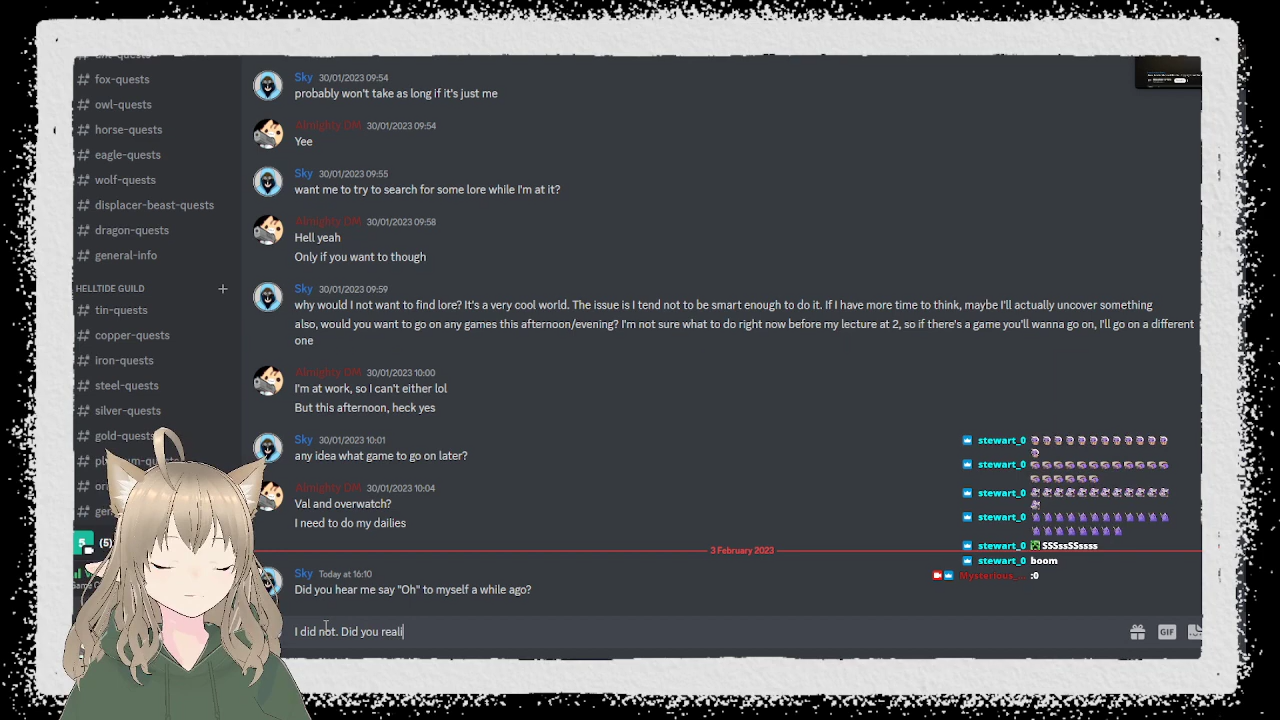 # fox-quests
# owl-quests
# horse-quests
# eagle-quests
# wolf-quests
# displacer-beast-quests
# dragon-quests
# general-info
HELLTIDE GUILD +
# tin-quests
# copper-quests
# iron-quests
# steel-quests
# silver-quests
# gold-quests
(5)
Sky 30/01/2023 09:54
probably won't take as long if it's just me
Almighty DM 30/01/2023 09:54
Yee
Sky 30/01/2023 09:55
want me to try to search for some lore while I'm at it?
Almighty DM 30/01/2023 09:58
Hell yeah
Only if you want to though
Sky 30/01/2023 09:59
why would I not want to find lore? It's a very cool world. The issue is I tend not to be smart enough to do it. If I have more time to think, maybe I'll actually uncover something
also, would you want to go on any games this afternoon/evening? I'm not sure what to do right now before my lecture at 2, so if there's a game you'll wanna go on, I'll go on a different
one
Almighty DM 30/01/2023 10:00
I'm at work, so I can't either lol
But this afternoon, heck yes
Sky 30/01/2023 10:01
any idea what game to go on later?
Almighty DM 30/01/2023 10:04
Val and overwatch?
I need to do my dailies
3 February 2023
Sky Today at 16:10
Did you hear me say "Oh" to myself a while ago?
I did not. Did you reali
GIF
stewart_0
stewart_0
stewart_0
stewart_0
stewart_0 SSSssSSssss
stewart_0 boom
Mysterious_... :0